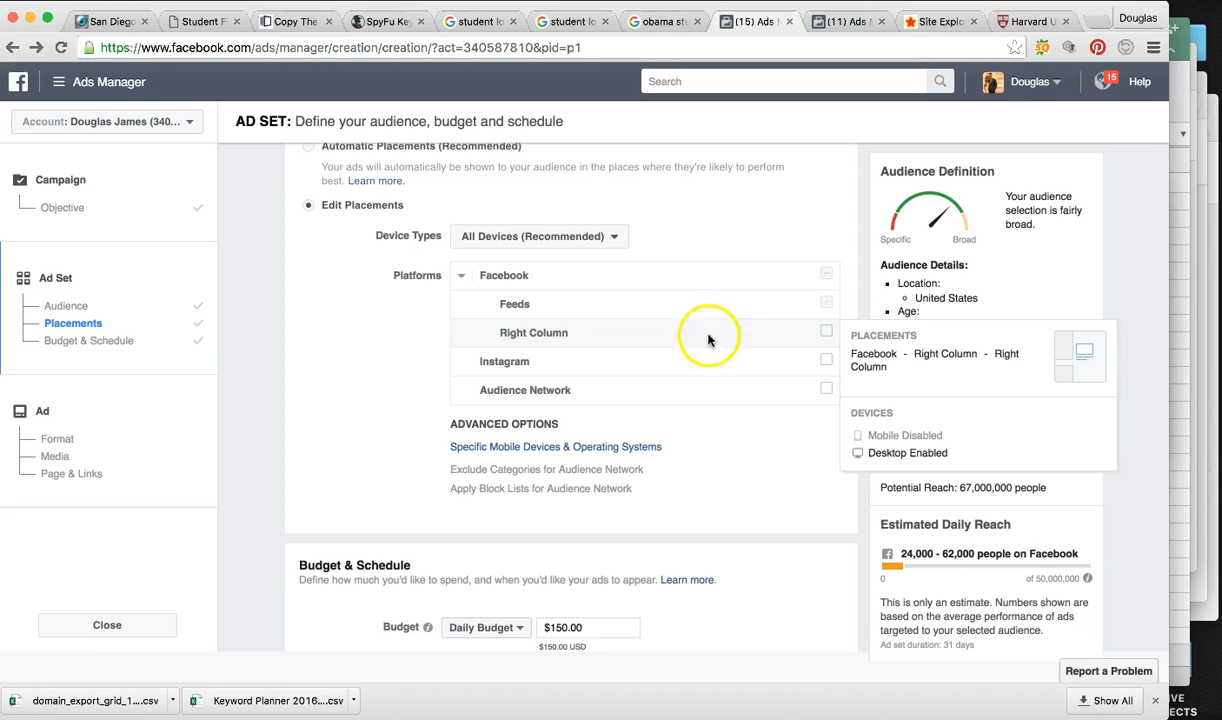 San Diego
Student Fl
Copy The
SpyFu Key
student lo
student lo
obama stu
(15) Ads M
(11) Ads M
Site Explo
Harvard U
Douglas
https://www.facebook.com/ads/manager/creation/creation/?act=340587810&pid=p1
Ads Manager
Search
Douglas
15
Help
Account: Douglas James (340...
AD SET: Define your audience, budget and schedule
Campaign
Objective
Ad Set
Audience
Placements
Budget & Schedule
Ad
Format
Media
Page & Links
Close
Automatic Placements (Recommended)
Your ads will automatically be shown to your audience in the places where they're likely to perform
best. Learn more.
Edit Placements
Device Types
All Devices (Recommended)
Platforms
Facebook
Feeds
Right Column
Instagram
Audience Network
ADVANCED OPTIONS
Specific Mobile Devices & Operating Systems
Exclude Categories for Audience Network
Apply Block Lists for Audience Network
Budget & Schedule
Define how much you'd like to spend, and when you'd like your ads to appear. Learn more.
Budget
Daily Budget
$150.00
$150.00 USD
Audience Definition
Specific
Broad
Your audience
selection is fairly
broad.
Audience Details:
Location:
United States
Age:
PLACEMENTS
Facebook - Right Column - Right
Column
DEVICES
Mobile Disabled
Desktop Enabled
Potential Reach: 67,000,000 people
Estimated Daily Reach
24,000 - 62,000 people on Facebook
0
of 50,000,000
This is only an estimate. Numbers shown are
based on the average performance of ads
targeted to your selected audience.
Ad set duration: 31 days
Report a Problem
domain_export_grid_1....csv
Keyword Planner 2016....csv
Show All